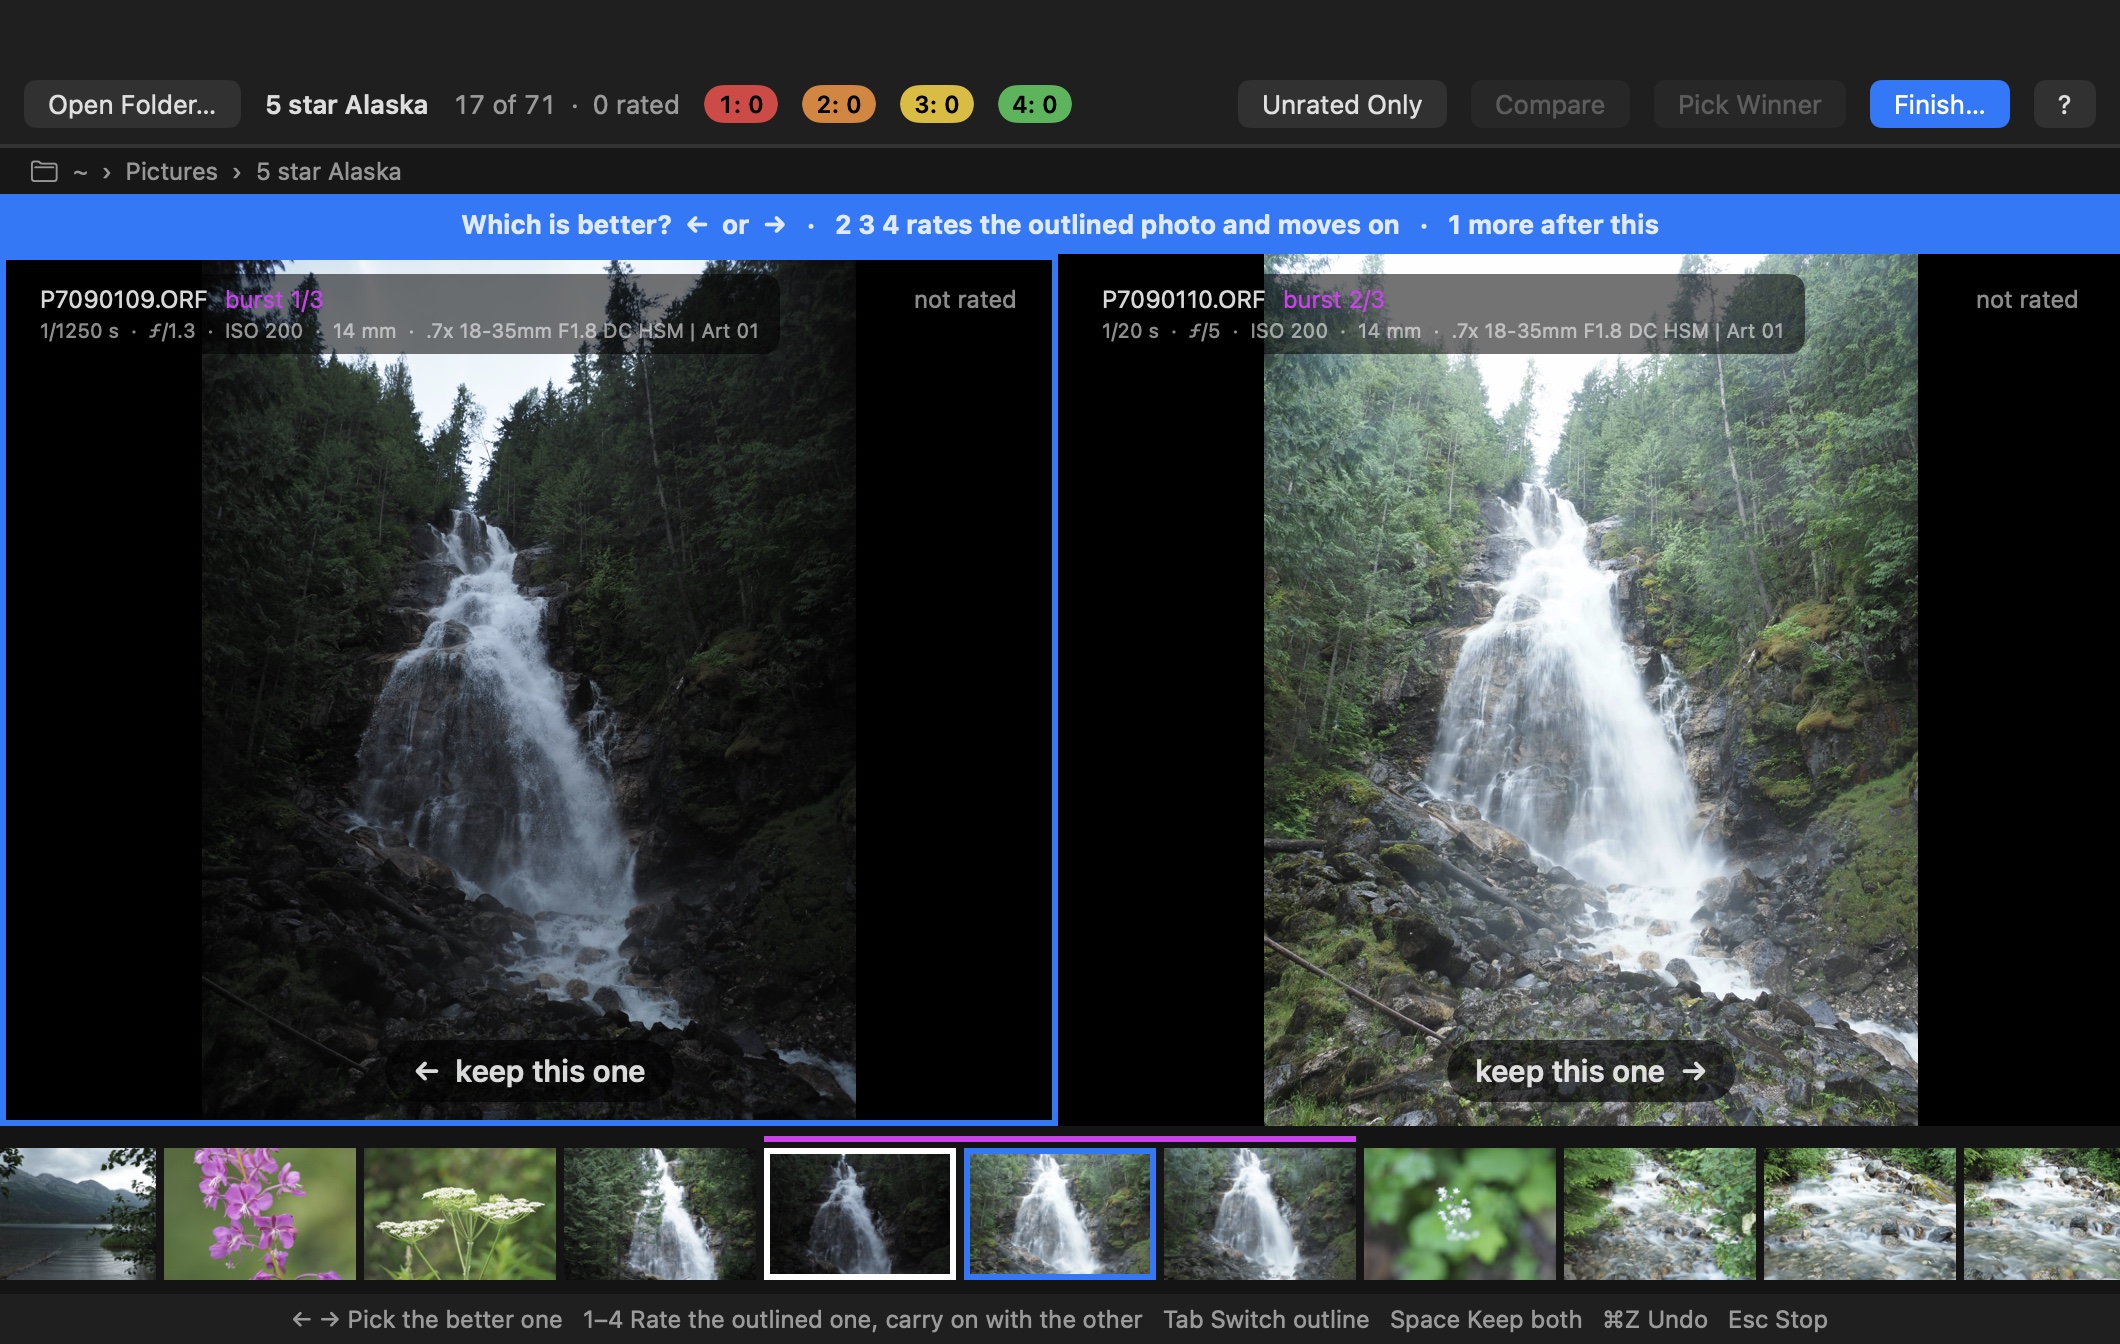 Open Folder... 5 star Alaska 17 of 71 · 0 rated 1: 0 2: 0 3: 0 4: 0 Unrated Only Compare Pick Winner Finish... ?
~ › Pictures › 5 star Alaska
Which is better? ← or → · 2 3 4 rates the outlined photo and moves on · 1 more after this
P7090109.ORF burst 1/3 not rated
1/1250 s · ƒ/1.3 · ISO 200 · 14 mm · .7x 18-35mm F1.8 DC HSM | Art 01
← keep this one
P7090110.ORF burst 2/3 not rated
1/20 s · ƒ/5 · ISO 200 · 14 mm · .7x 18-35mm F1.8 DC HSM | Art 01
keep this one →
← → Pick the better one 1–4 Rate the outlined one, carry on with the other Tab Switch outline Space Keep both ⌘Z Undo Esc Stop